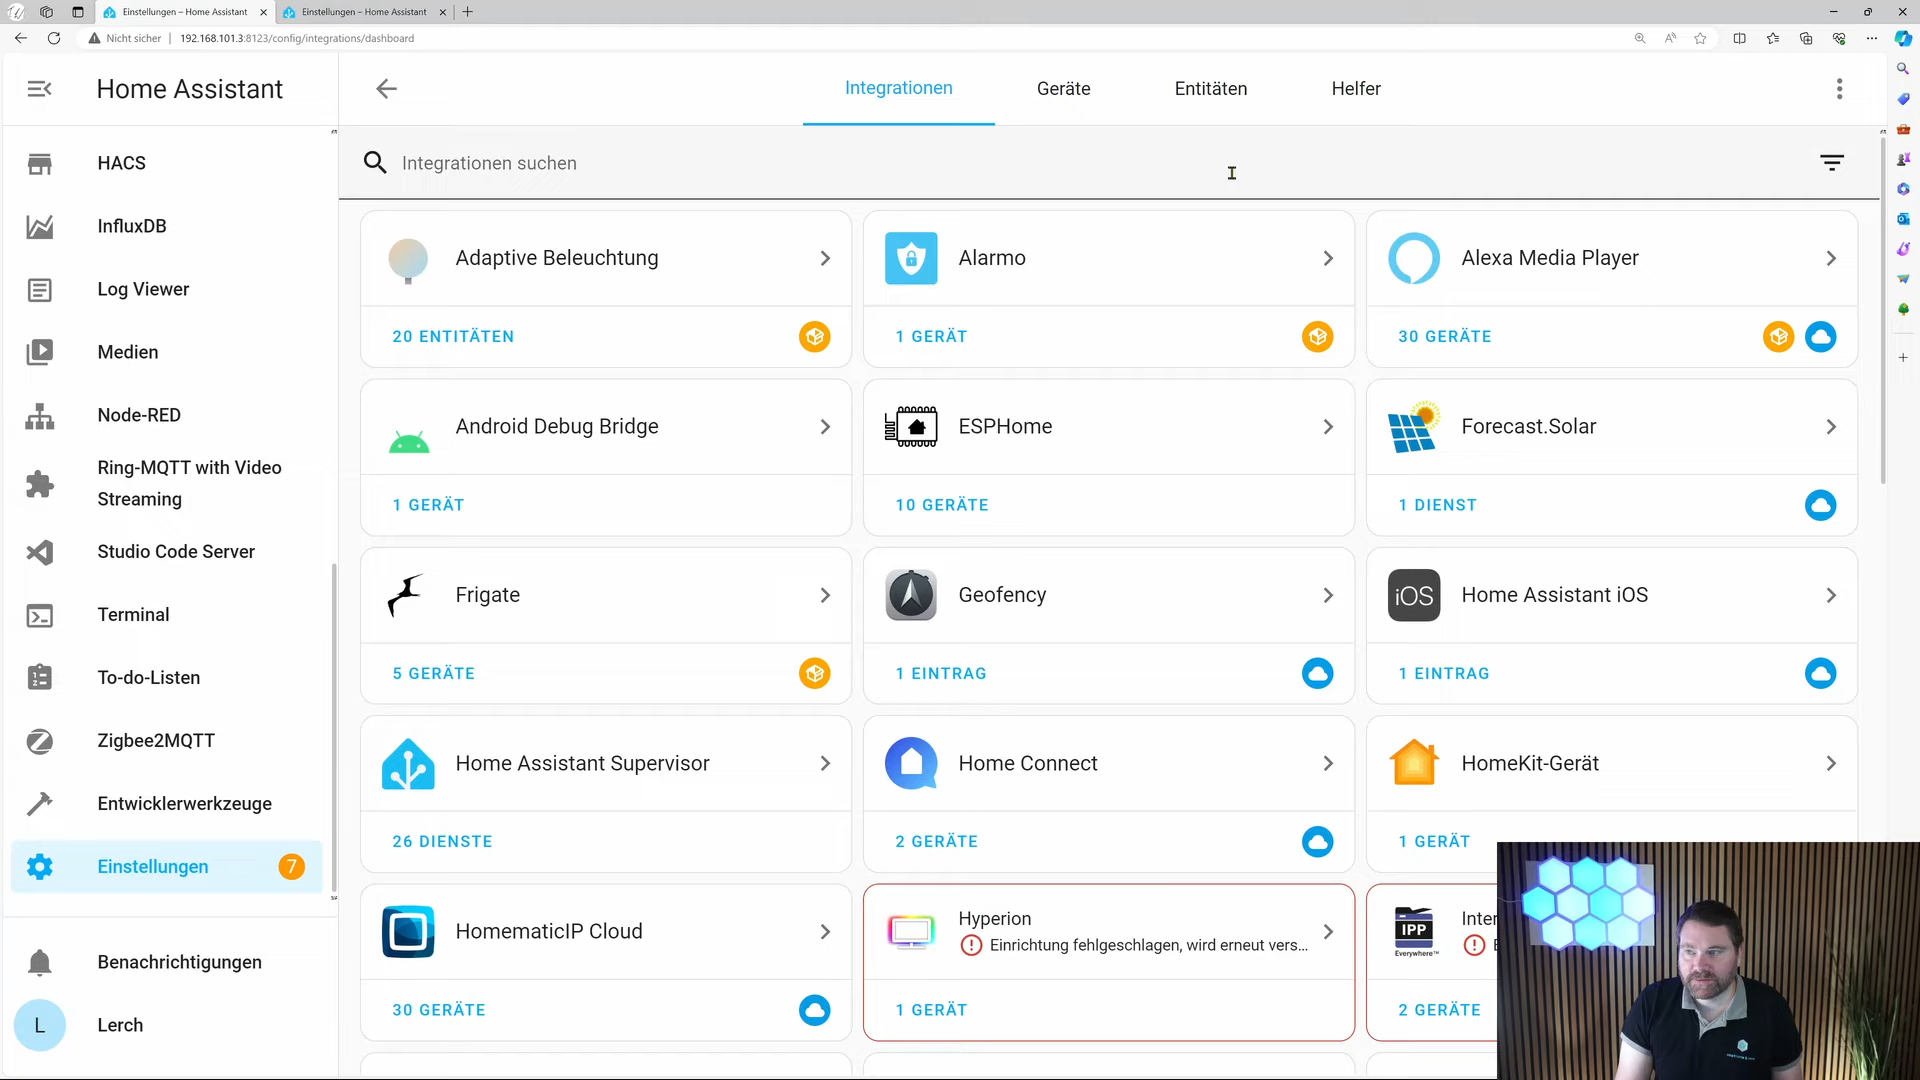 Einstellungen – Home Assistant
Einstellungen – Home Assistant
Nicht sicher
192.168.101.3:8123/config/integrations/dashboard
Home Assistant
Integrationen
Geräte
Entitäten
Helfer
HACS
InfluxDB
Log Viewer
Medien
Node-RED
Ring-MQTT with Video
Streaming
Studio Code Server
Terminal
To-do-Listen
Zigbee2MQTT
Entwicklerwerkzeuge
Einstellungen
7
Benachrichtigungen
L
Lerch
Integrationen suchen
Adaptive Beleuchtung
20 ENTITÄTEN
Alarmo
1 GERÄT
Alexa Media Player
30 GERÄTE
Android Debug Bridge
1 GERÄT
ESPHome
10 GERÄTE
Forecast.Solar
1 DIENST
Frigate
5 GERÄTE
Geofency
1 EINTRAG
iOS
Home Assistant iOS
1 EINTRAG
Home Assistant Supervisor
26 DIENSTE
Home Connect
2 GERÄTE
HomeKit-Gerät
1 GERÄT
HomematicIP Cloud
30 GERÄTE
Hyperion
Einrichtung fehlgeschlagen, wird erneut vers...
1 GERÄT
IPP
Everywhere
Inter
2 GERÄTE